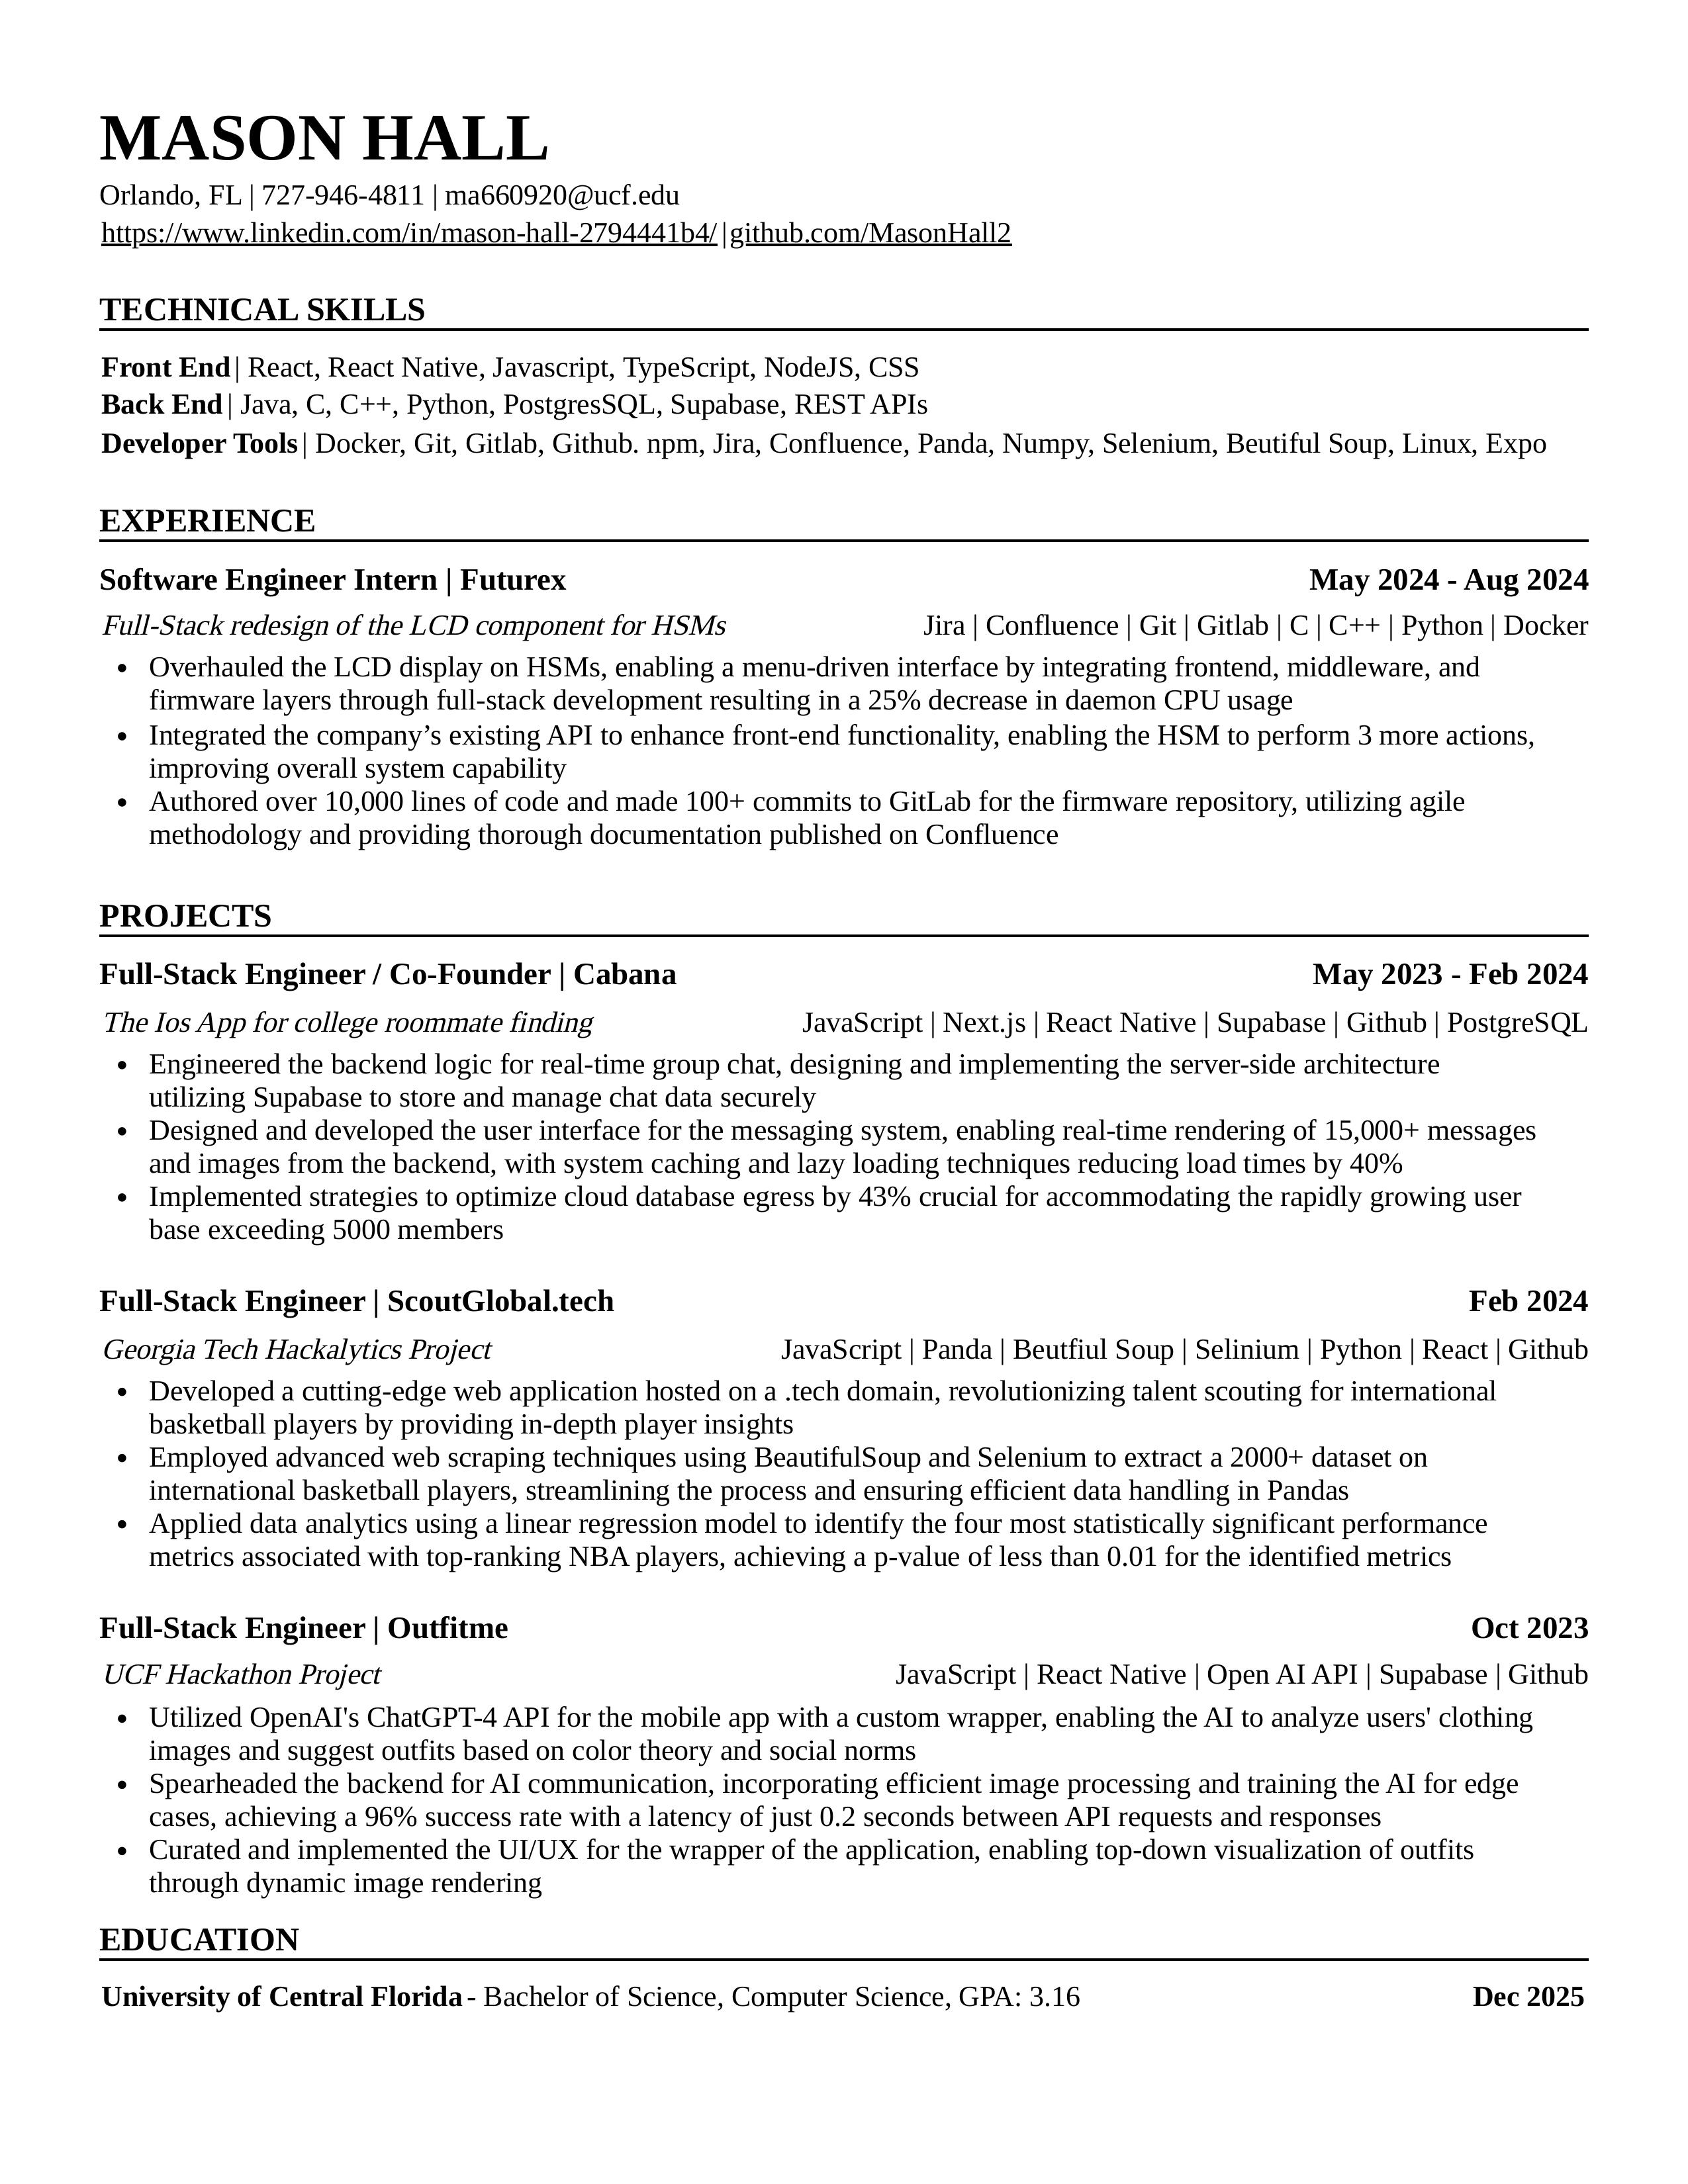 MASON HALL
Orlando, FL | 727-946-4811 | ma660920@ucf.edu
https://www.linkedin.com/in/mason-hall-2794441b4/ | github.com/MasonHall2
TECHNICAL SKILLS
Front End | React, React Native, Javascript, TypeScript, NodeJS, CSS
Back End | Java, C, C++, Python, PostgresSQL, Supabase, REST APIs
Developer Tools | Docker, Git, Gitlab, Github. npm, Jira, Confluence, Panda, Numpy, Selenium, Beutiful Soup, Linux, Expo
EXPERIENCE
Software Engineer Intern | Futurex May 2024 - Aug 2024
Full-Stack redesign of the LCD component for HSMs Jira | Confluence | Git | Gitlab | C | C++ | Python | Docker
• Overhauled the LCD display on HSMs, enabling a menu-driven interface by integrating frontend, middleware, and
firmware layers through full-stack development resulting in a 25% decrease in daemon CPU usage
• Integrated the company’s existing API to enhance front-end functionality, enabling the HSM to perform 3 more actions,
improving overall system capability
• Authored over 10,000 lines of code and made 100+ commits to GitLab for the firmware repository, utilizing agile
methodology and providing thorough documentation published on Confluence
PROJECTS
Full-Stack Engineer / Co-Founder | Cabana May 2023 - Feb 2024
The Ios App for college roommate finding JavaScript | Next.js | React Native | Supabase | Github | PostgreSQL
• Engineered the backend logic for real-time group chat, designing and implementing the server-side architecture
utilizing Supabase to store and manage chat data securely
• Designed and developed the user interface for the messaging system, enabling real-time rendering of 15,000+ messages
and images from the backend, with system caching and lazy loading techniques reducing load times by 40%
• Implemented strategies to optimize cloud database egress by 43% crucial for accommodating the rapidly growing user
base exceeding 5000 members
Full-Stack Engineer | ScoutGlobal.tech Feb 2024
Georgia Tech Hackalytics Project JavaScript | Panda | Beutfiul Soup | Selinium | Python | React | Github
• Developed a cutting-edge web application hosted on a .tech domain, revolutionizing talent scouting for international
basketball players by providing in-depth player insights
• Employed advanced web scraping techniques using BeautifulSoup and Selenium to extract a 2000+ dataset on
international basketball players, streamlining the process and ensuring efficient data handling in Pandas
• Applied data analytics using a linear regression model to identify the four most statistically significant performance
metrics associated with top-ranking NBA players, achieving a p-value of less than 0.01 for the identified metrics
Full-Stack Engineer | Outfitme Oct 2023
UCF Hackathon Project JavaScript | React Native | Open AI API | Supabase | Github
• Utilized OpenAI's ChatGPT-4 API for the mobile app with a custom wrapper, enabling the AI to analyze users' clothing
images and suggest outfits based on color theory and social norms
• Spearheaded the backend for AI communication, incorporating efficient image processing and training the AI for edge
cases, achieving a 96% success rate with a latency of just 0.2 seconds between API requests and responses
• Curated and implemented the UI/UX for the wrapper of the application, enabling top-down visualization of outfits
through dynamic image rendering
EDUCATION
University of Central Florida - Bachelor of Science, Computer Science, GPA: 3.16 Dec 2025